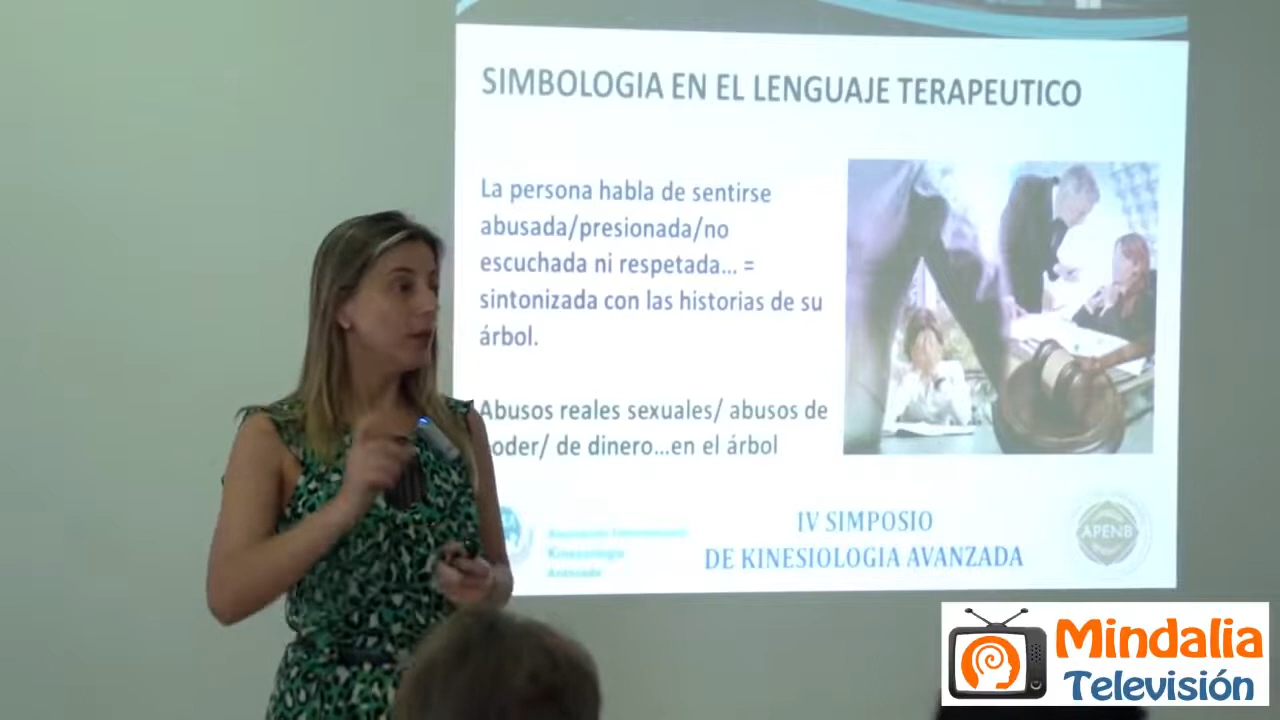 SIMBOLOGIA EN EL LENGUAJE TERAPEUTICO
La persona habla de sentirse
abusada/presionada/no
escuchada ni respetada... =
sintonizada con las historias de su
árbol.
Abusos reales sexuales/ abusos de
oder/ de dinero...en el árbol
Kinesiología
Avanzada
IV SIMPOSIO
DE KINESIOLOGIA AVANZADA
APENB
Mindalia
Televisión